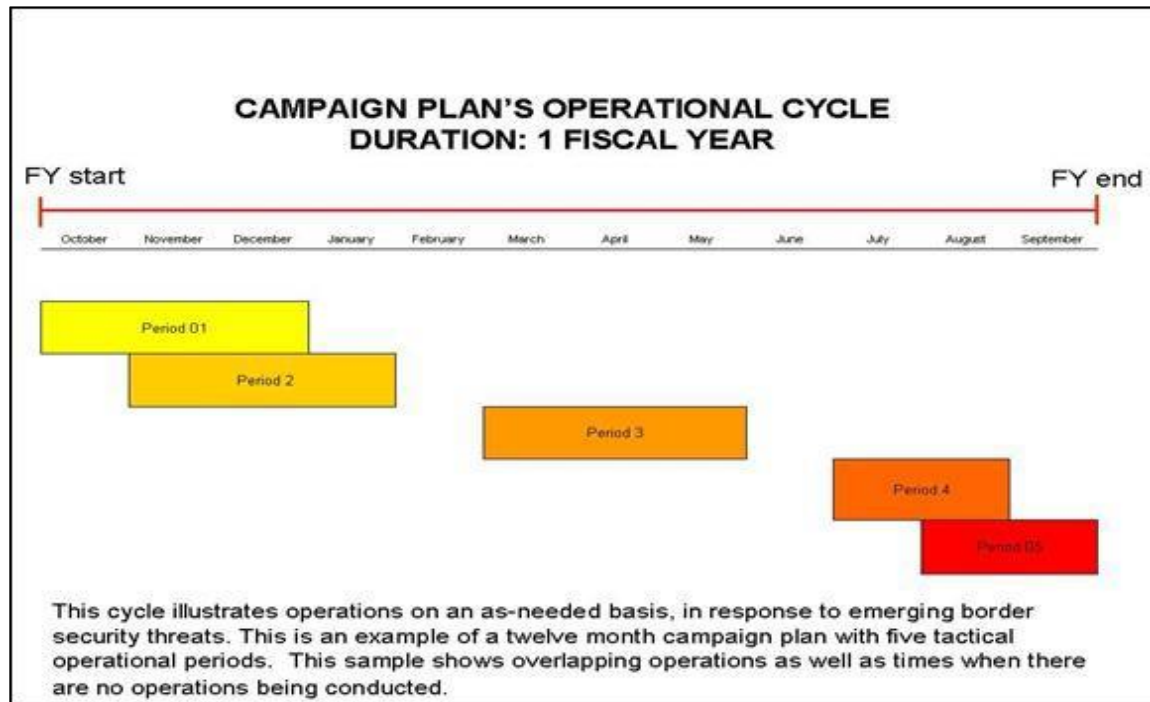 CAMPAIGN PLAN'S OPERATIONAL CYCLE
DURATION: 1 FISCAL YEAR
FY start
FY end
October November December January February March April May June July August September
Period 01
Period 2
Period 3
Period 4
Period 05
This cycle illustrates operations on an as-needed basis, in response to emerging border
security threats. This is an example of a twelve month campaign plan with five tactical
operational periods. This sample shows overlapping operations as well as times when there
are no operations being conducted.